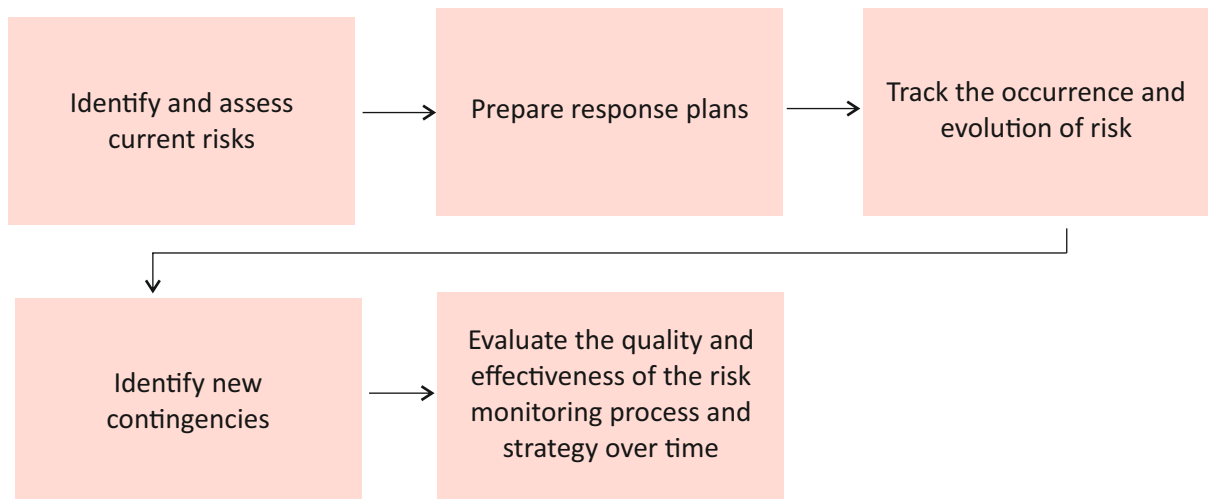 Identify and assess
current risks
Prepare response plans
Track the occurrence and
evolution of risk
Identify new
contingencies
Evaluate the quality and
effectiveness of the risk
monitoring process and
strategy over time